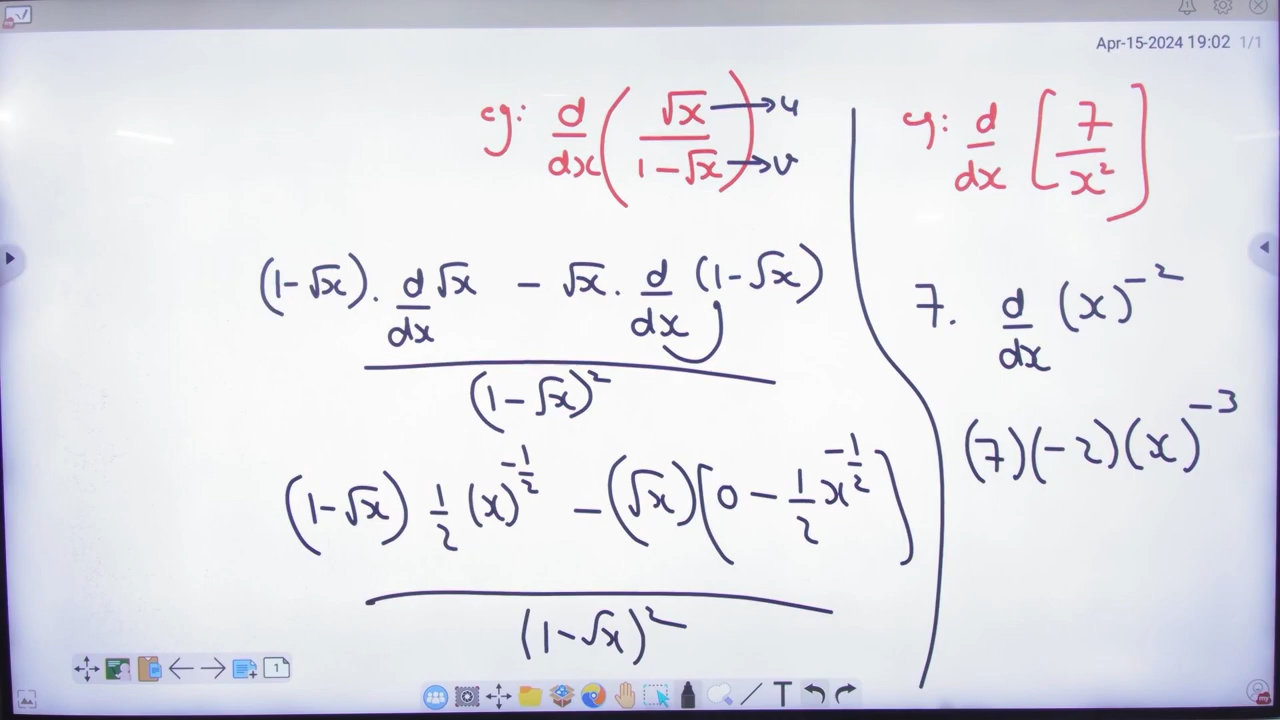 Apr-15-2024 19:02 1/1
eg: d/dx ( √x / 1-√x ) →u →v
(1-√x). d/dx √x - √x. d/dx (1-√x)
(1-√x)²
(1-√x) 1/2 (x)^-1/2 - (√x)[0 - 1/2 x^-1/2]
(1-√x)²
eg: d/dx [ 7 / x² ]
7. d/dx (x)^-2
(7)(-2)(x)^-3
1
T